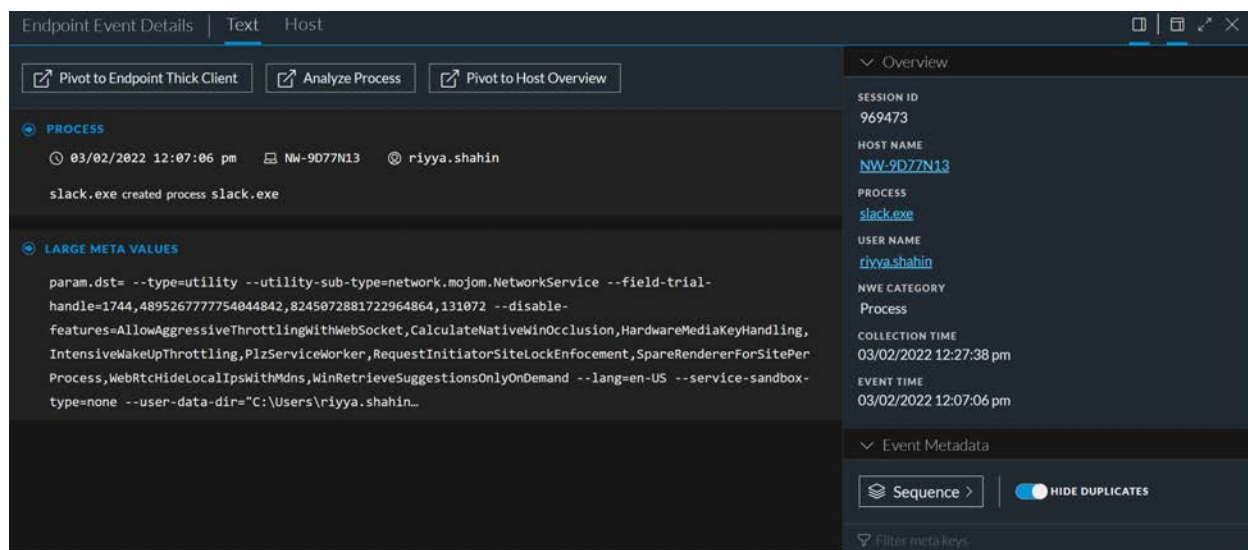 Endpoint Event Details Text Host
Pivot to Endpoint Thick Client Analyze Process Pivot to Host Overview
PROCESS
03/02/2022 12:07:06 pm NW-9D77N13 riyya.shahin
slack.exe created process slack.exe
LARGE META VALUES
param.dst= --type=utility --utility-sub-type=network.mojom.NetworkService --field-trial-
handle=1744,4895267777754044842,8245072881722964864,131072 --disable-
features=AllowAggressiveThrottlingWithWebSocket,CalculateNativeWinOcclusion,HardwareMediaKeyHandling,
IntensiveWakeUpThrottling,PlzServiceWorker,RequestInitiatorSiteLockEnfocement,SpareRendererForSitePer
Process,WebRtcHideLocalIpsWithMdns,WinRetrieveSuggestionsOnlyOnDemand --lang=en-US --service-sandbox-
type=none --user-data-dir="C:\Users\riyya.shahin…
Overview
SESSION ID
969473
HOST NAME
NW-9D77N13
PROCESS
slack.exe
USER NAME
riyya.shahin
NWE CATEGORY
Process
COLLECTION TIME
03/02/2022 12:27:38 pm
EVENT TIME
03/02/2022 12:07:06 pm
Event Metadata
Sequence HIDE DUPLICATES
Filter meta keys